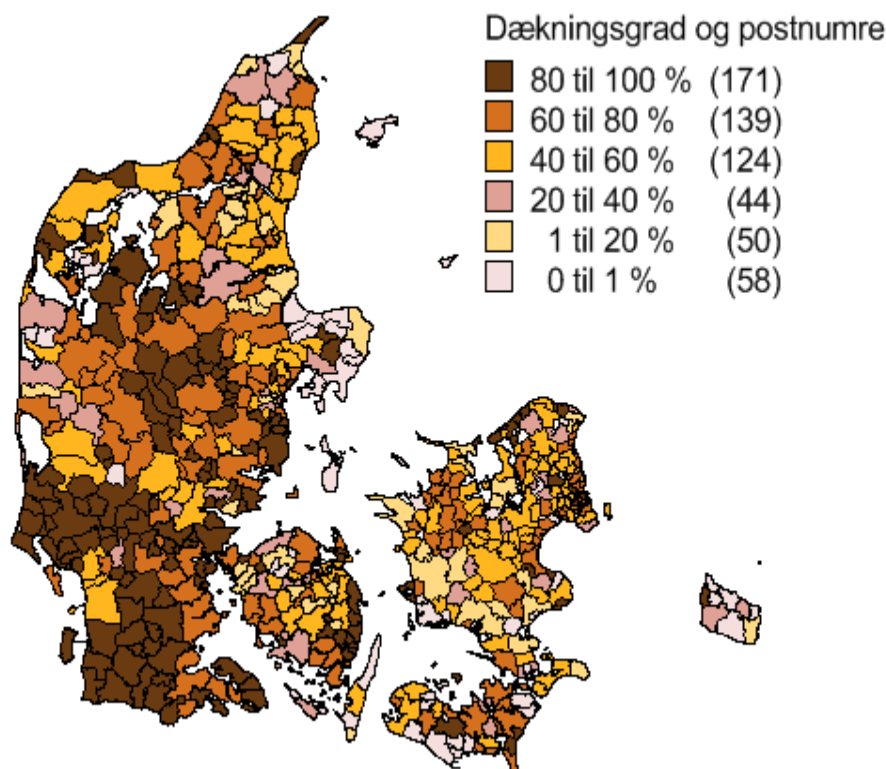 Dækningsgrad og postnumre
80 til 100 % (171)
60 til 80 % (139)
40 til 60 % (124)
20 til 40 % (44)
1 til 20 % (50)
0 til 1 % (58)